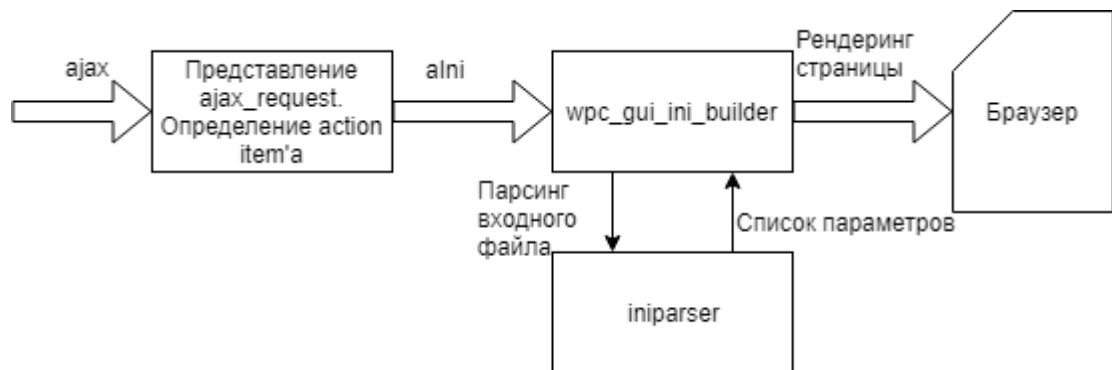 ajax
Представление
ajax_request.
Определение action
item'а
aIni
wpc_gui_ini_builder
Рендеринг
страницы
Браузер
Парсинг
входного
файла
Список параметров
iniparser